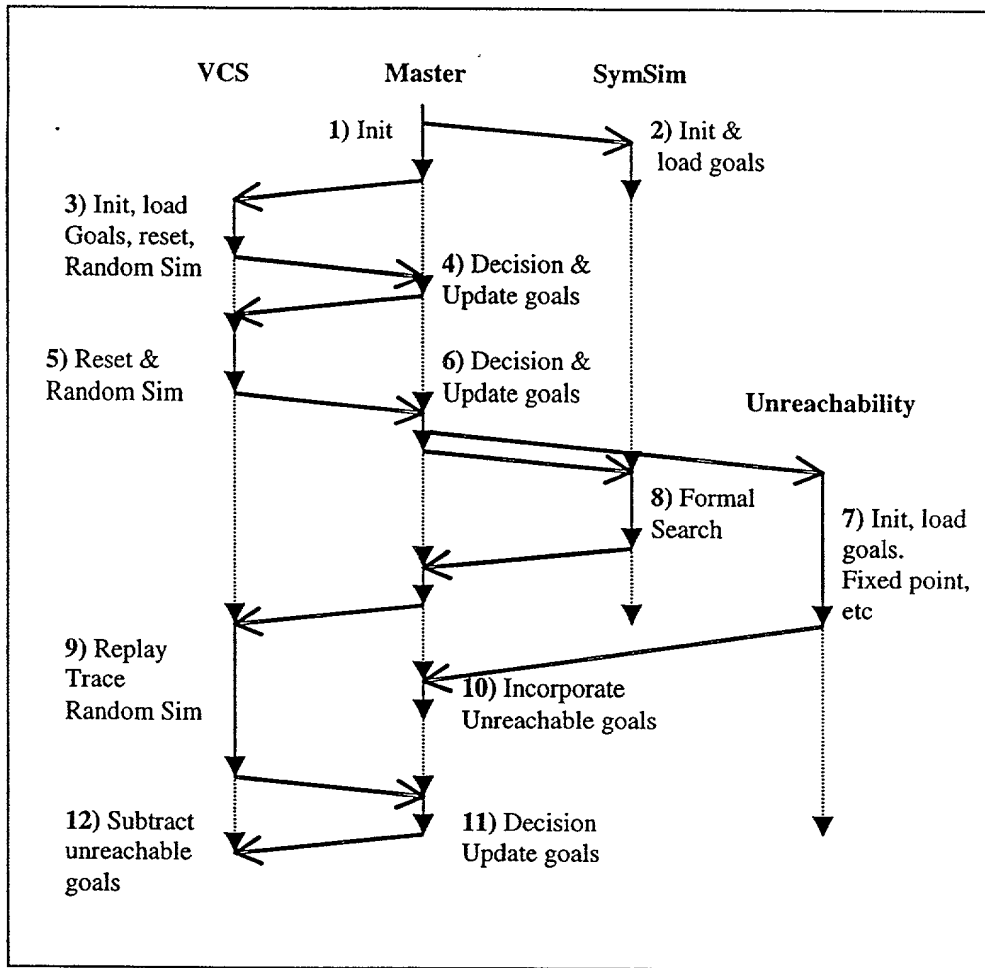 VCS Master SymSim
1) Init
2) Init &
load goals
3) Init, load
Goals, reset,
Random Sim
4) Decision &
Update goals
5) Reset &
Random Sim
6) Decision &
Update goals
Unreachability
8) Formal
Search
7) Init, load
goals.
Fixed point,
etc
9) Replay
Trace
Random Sim
10) Incorporate
Unreachable goals
12) Subtract
unreachable
goals
11) Decision
Update goals